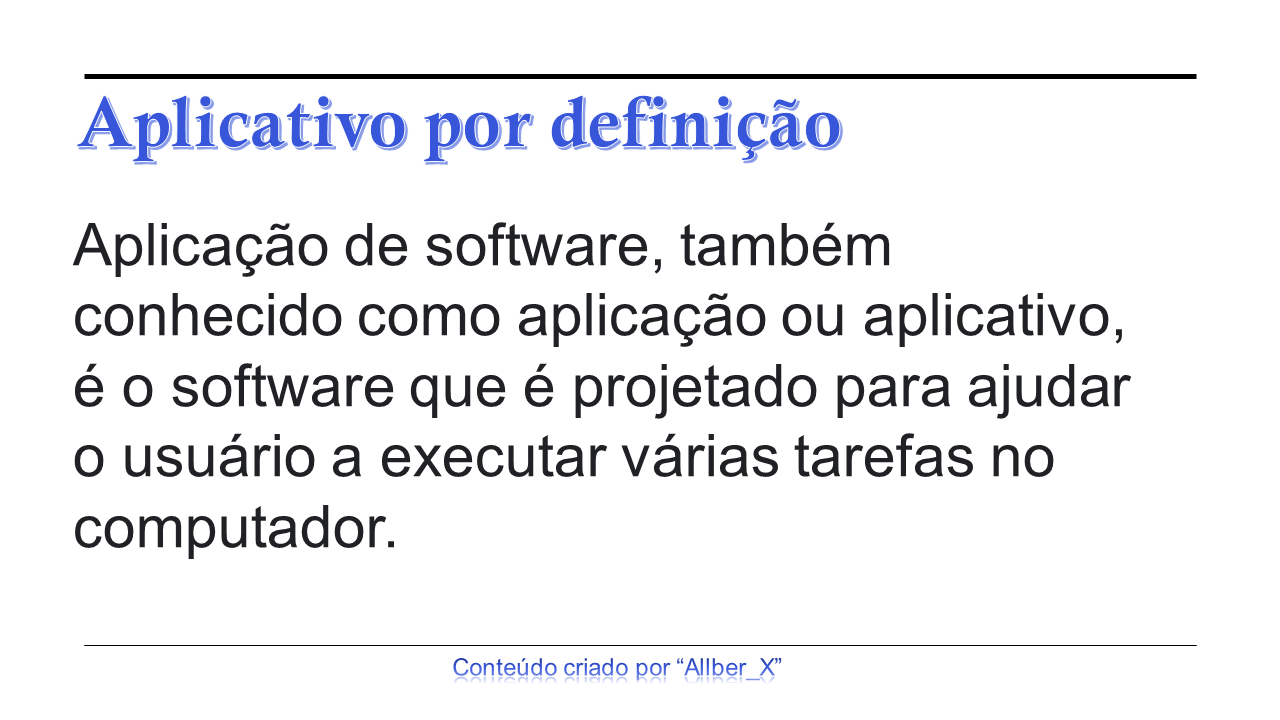 Aplicativo por definição
Aplicação de software, também
conhecido como aplicação ou aplicativo,
é o software que é projetado para ajudar
o usuário a executar várias tarefas no
computador.
Conteúdo criado por “Allber_X”